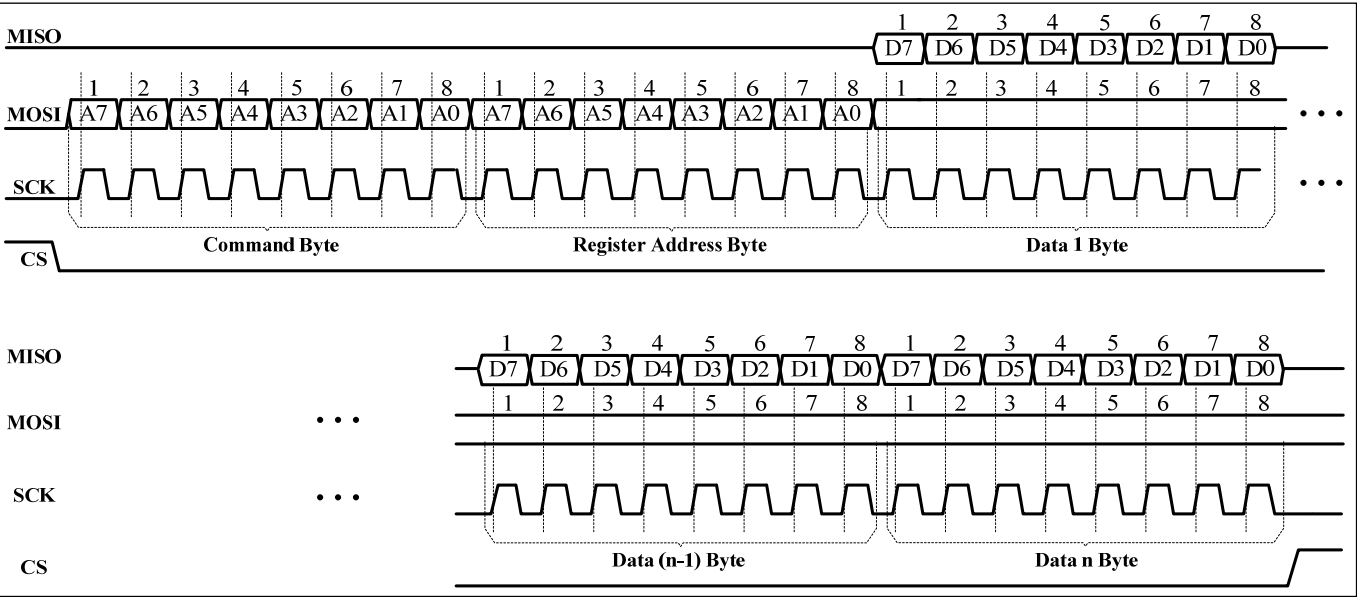 1 2 3 4 5 6 7 8
MISO D7 D6 D5 D4 D3 D2 D1 D0
1 2 3 4 5 6 7 8 1 2 3 4 5 6 7 8 1 2 3 4 5 6 7 8
MOSI A7 A6 A5 A4 A3 A2 A1 A0 A7 A6 A5 A4 A3 A2 A1 A0 • • •
SCK • • •
Command Byte Register Address Byte Data 1 Byte
CS
1 2 3 4 5 6 7 8 1 2 3 4 5 6 7 8
MISO D7 D6 D5 D4 D3 D2 D1 D0 D7 D6 D5 D4 D3 D2 D1 D0
1 2 3 4 5 6 7 8 1 2 3 4 5 6 7 8
MOSI • • •
SCK • • •
Data (n-1) Byte Data n Byte
CS